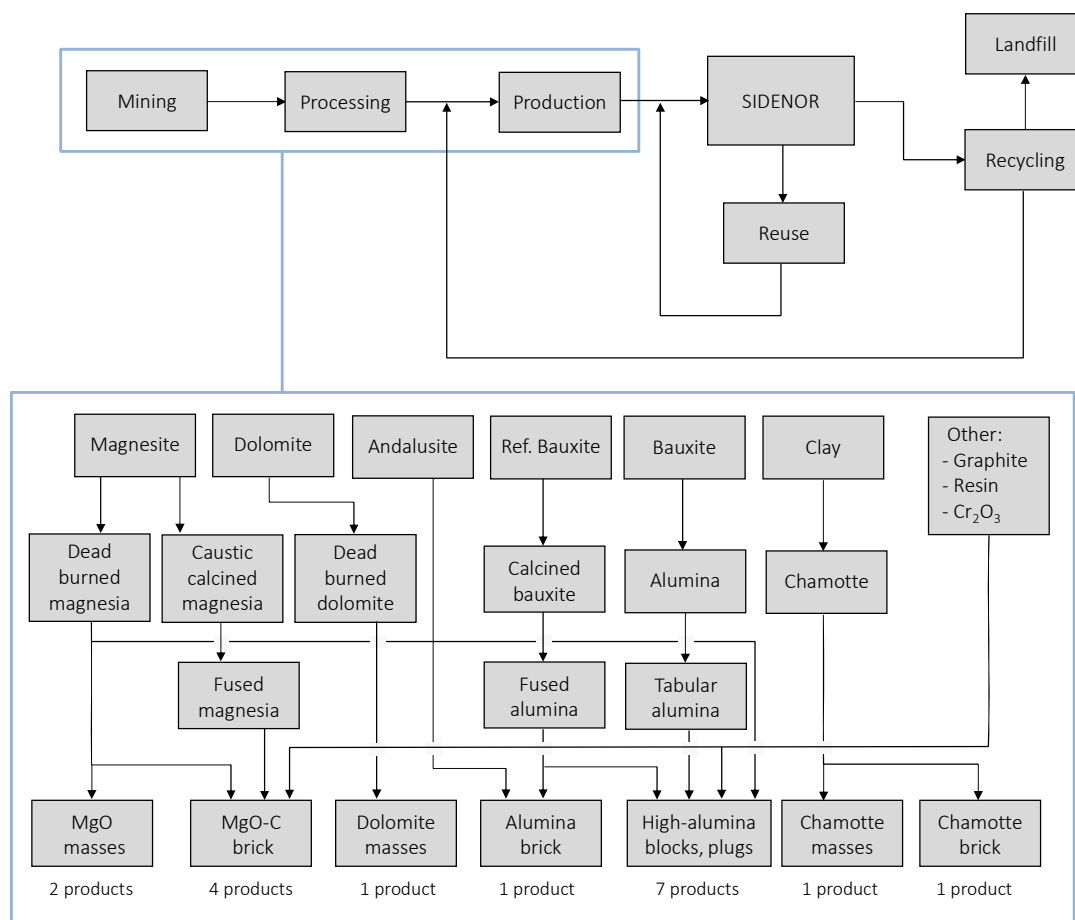 Landfill
Mining
Processing
Production
SIDENOR
Recycling
Reuse
Magnesite
Dolomite
Andalusite
Ref. Bauxite
Bauxite
Clay
Other:
- Graphite
- Resin
- Cr₂O₃
Dead
burned
magnesia
Caustic
calcined
magnesia
Dead
burned
dolomite
Calcined
bauxite
Alumina
Chamotte
Fused
magnesia
Fused
alumina
Tabular
alumina
MgO
masses
MgO-C
brick
Dolomite
masses
Alumina
brick
High-alumina
blocks, plugs
Chamotte
masses
Chamotte
brick
2 products
4 products
1 product
1 product
7 products
1 product
1 product